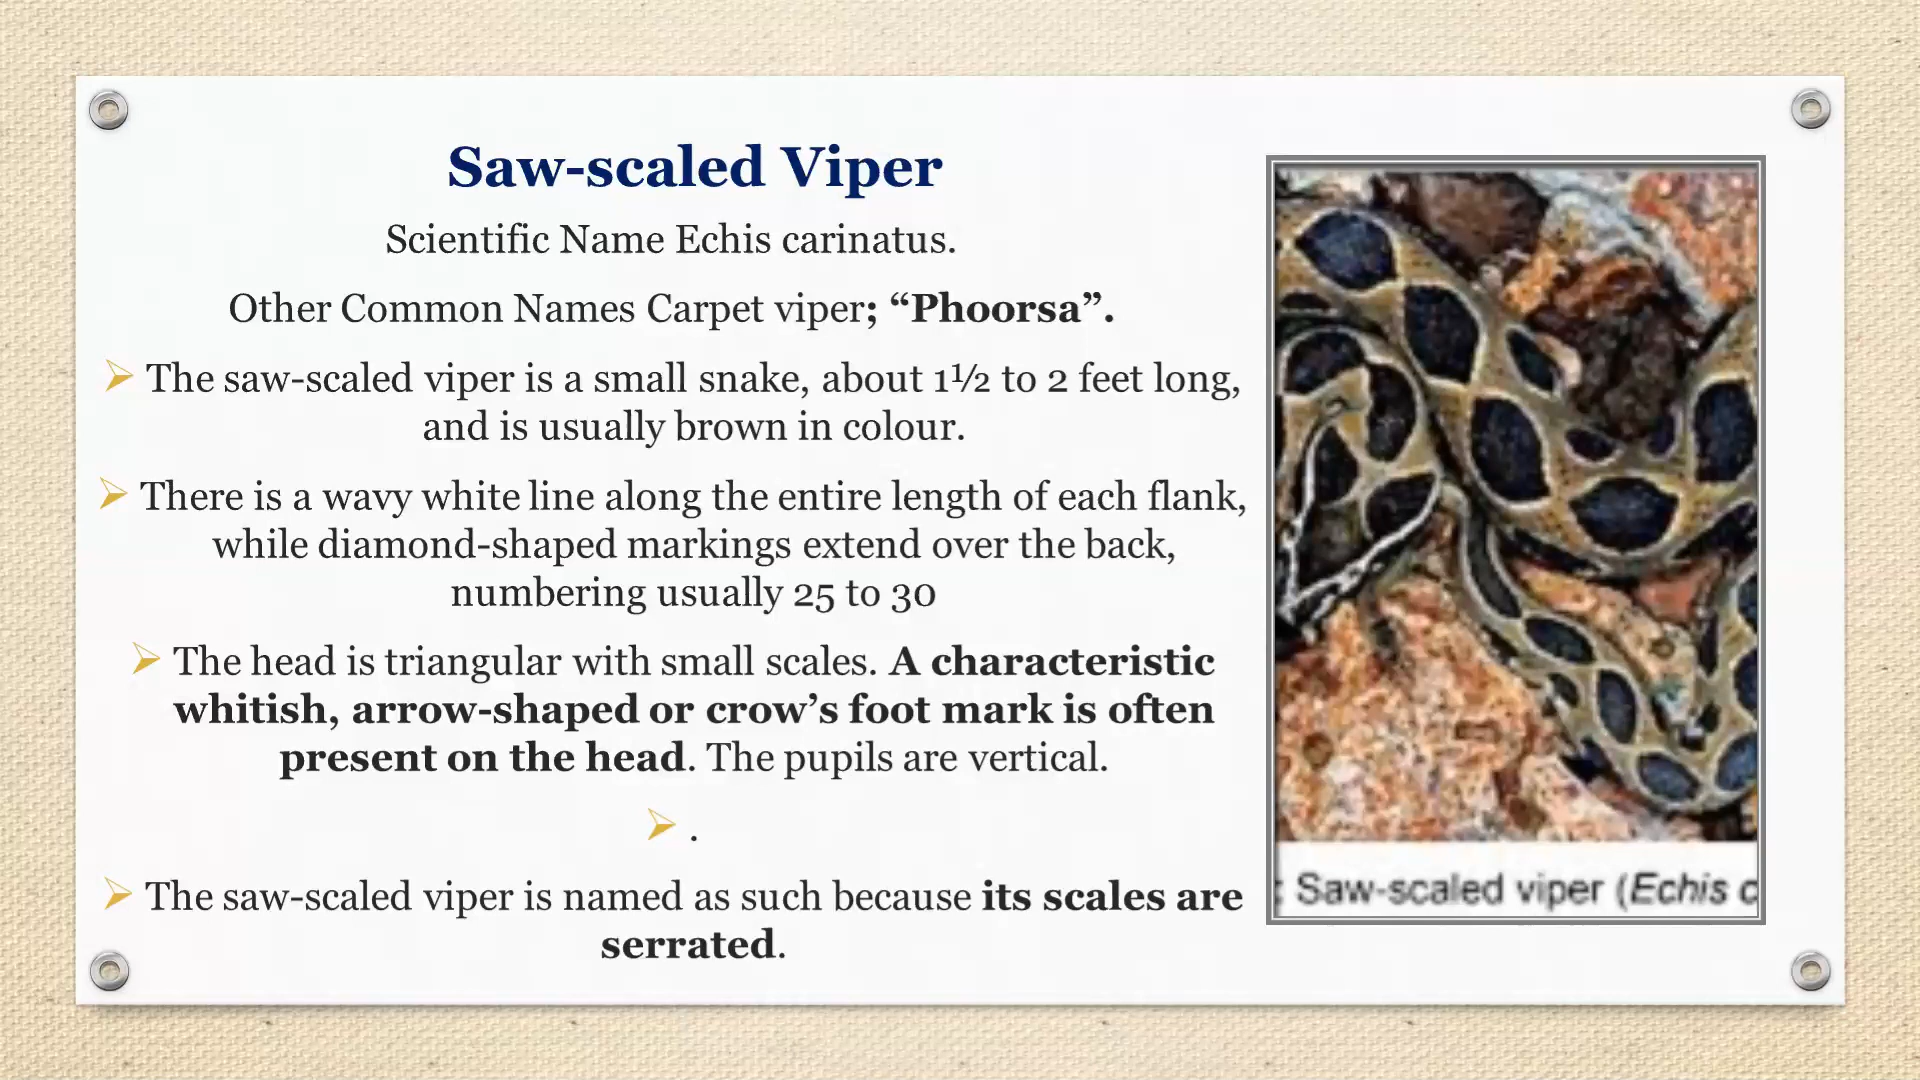 Saw-scaled Viper
Scientific Name Echis carinatus.
Other Common Names Carpet viper; “Phoorsa”.
➢ The saw-scaled viper is a small snake, about 1½ to 2 feet long,
and is usually brown in colour.
➢ There is a wavy white line along the entire length of each flank,
while diamond-shaped markings extend over the back,
numbering usually 25 to 30
➢ The head is triangular with small scales. A characteristic
whitish, arrow-shaped or crow’s foot mark is often
present on the head. The pupils are vertical.
➢ .
➢ The saw-scaled viper is named as such because its scales are
serrated.
: Saw-scaled viper (Echis c